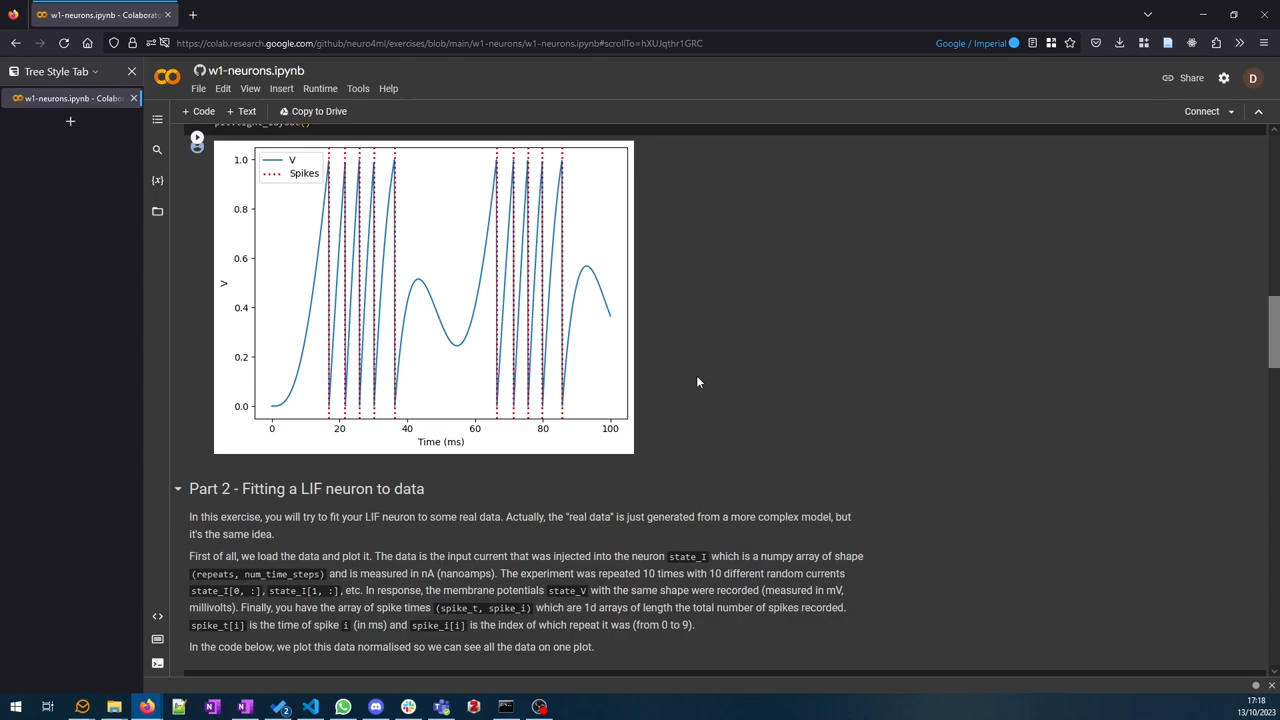 w1-neurons.ipynb - Colaborato
https://colab.research.google.com/github/neuro4ml/exercises/blob/main/w1-neurons/w1-neurons.ipynb#scrollTo=hXUJqthr1GRC
Google / Imperial
Tree Style Tab
w1-neurons.ipynb - Colabora
w1-neurons.ipynb
File Edit View Insert Runtime Tools Help
Share
D
+ Code + Text Copy to Drive
Connect
plt.tight_layout()
V
Spikes
1.0
0.8
0.6
0.4
0.2
0.0
V
0 20 40 60 80 100
Time (ms)
Part 2 - Fitting a LIF neuron to data
In this exercise, you will try to fit your LIF neuron to some real data. Actually, the "real data" is just generated from a more complex model, but
it's the same idea.
First of all, we load the data and plot it. The data is the input current that was injected into the neuron state_I which is a numpy array of shape
(repeats, num_time_steps) and is measured in nA (nanoamps). The experiment was repeated 10 times with 10 different random currents
state_I[0, :], state_I[1, :], etc. In response, the membrane potentials state_V with the same shape were recorded (measured in mV,
millivolts). Finally, you have the array of spike times (spike_t, spike_i) which are 1d arrays of length the total number of spikes recorded.
spike_t[i] is the time of spike i (in ms) and spike_i[i] is the index of which repeat it was (from 0 to 9).
In the code below, we plot this data normalised so we can see all the data on one plot.
17:18
13/10/2023